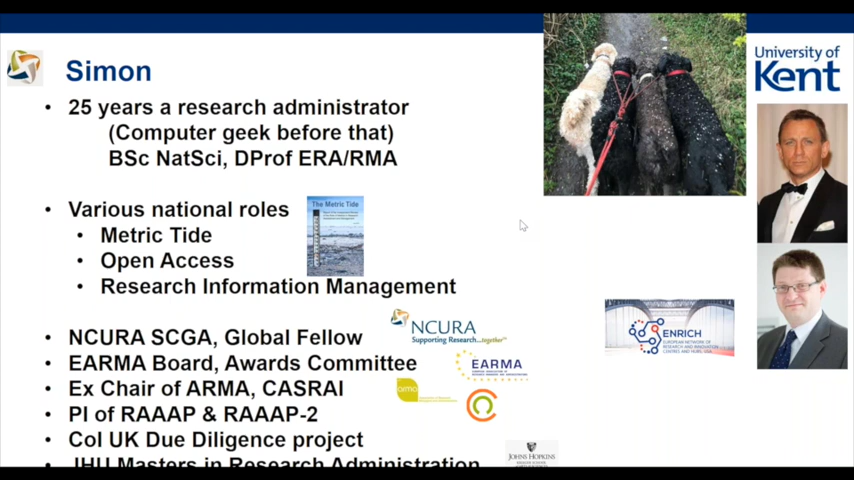 Simon
• 25 years a research administrator
(Computer geek before that)
BSc NatSci, DProf ERA/RMA
• Various national roles
• Metric Tide
• Open Access
• Research Information Management
The Metric Tide
• NCURA SCGA, Global Fellow
• EARMA Board, Awards Committee
• Ex Chair of ARMA, CASRAI
• PI of RAAAP & RAAAP-2
• CoI UK Due Diligence project
JHU Masters in Research Administration
NCURA
Supporting Research...together
EARMA
arma
JOHNS HOPKINS
ENRICH
EUROPEAN NETWORK OF
RESEARCH AND INNOVATION
CENTRES AND HUBS, USA
University of
Kent